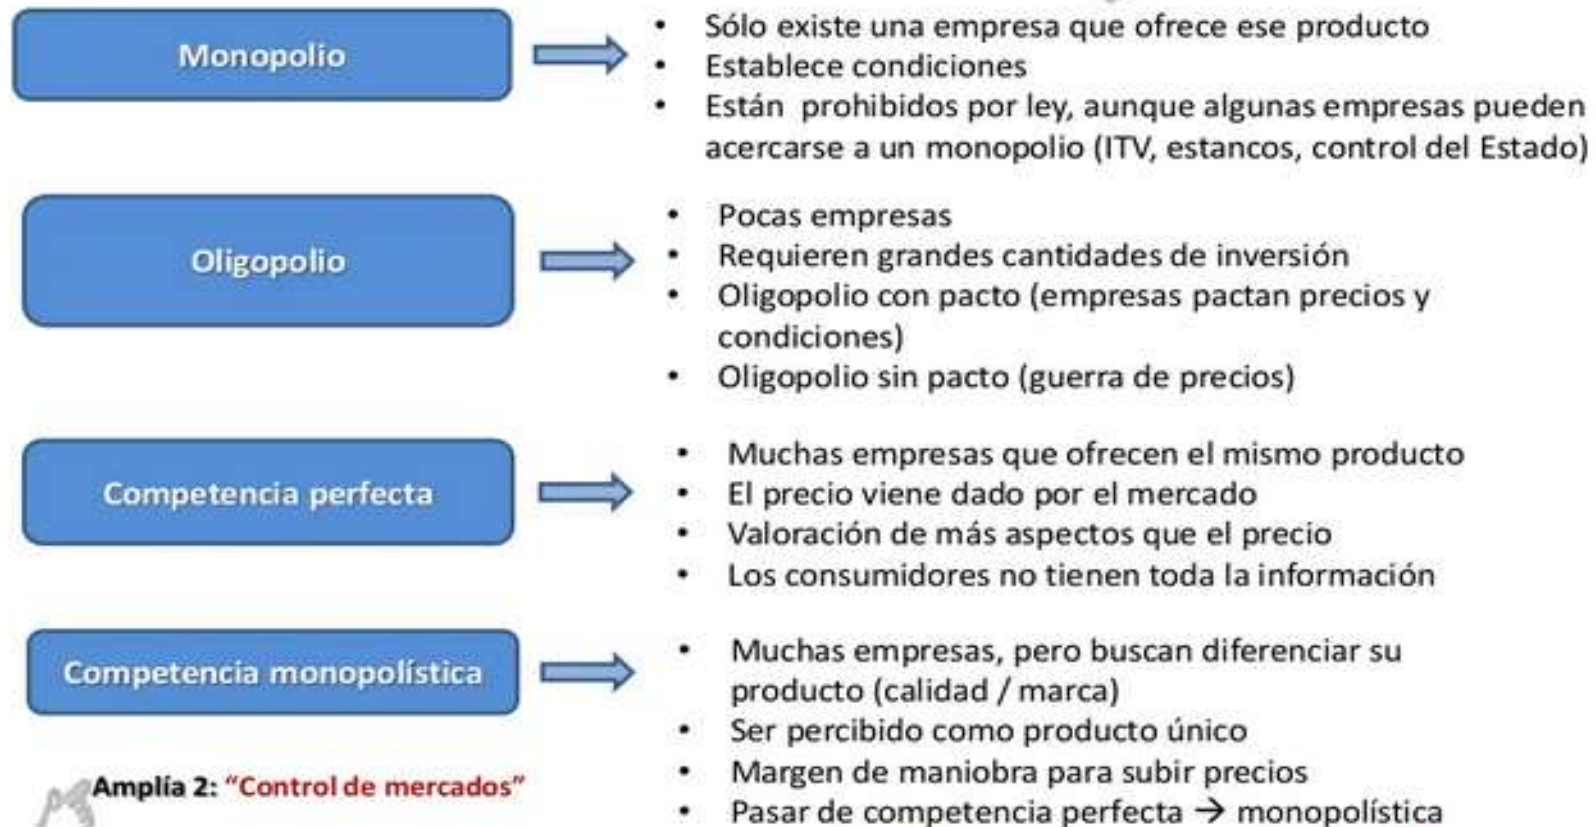 Monopolio
• Sólo existe una empresa que ofrece ese producto
• Establece condiciones
• Están prohibidos por ley, aunque algunas empresas pueden
acercarse a un monopolio (ITV, estancos, control del Estado)
Oligopolio
• Pocas empresas
• Requieren grandes cantidades de inversión
• Oligopolio con pacto (empresas pactan precios y
condiciones)
• Oligopolio sin pacto (guerra de precios)
Competencia perfecta
• Muchas empresas que ofrecen el mismo producto
• El precio viene dado por el mercado
• Valoración de más aspectos que el precio
• Los consumidores no tienen toda la información
Competencia monopolística
• Muchas empresas, pero buscan diferenciar su
producto (calidad / marca)
• Ser percibido como producto único
• Margen de maniobra para subir precios
• Pasar de competencia perfecta → monopolística
Amplía 2: “Control de mercados”